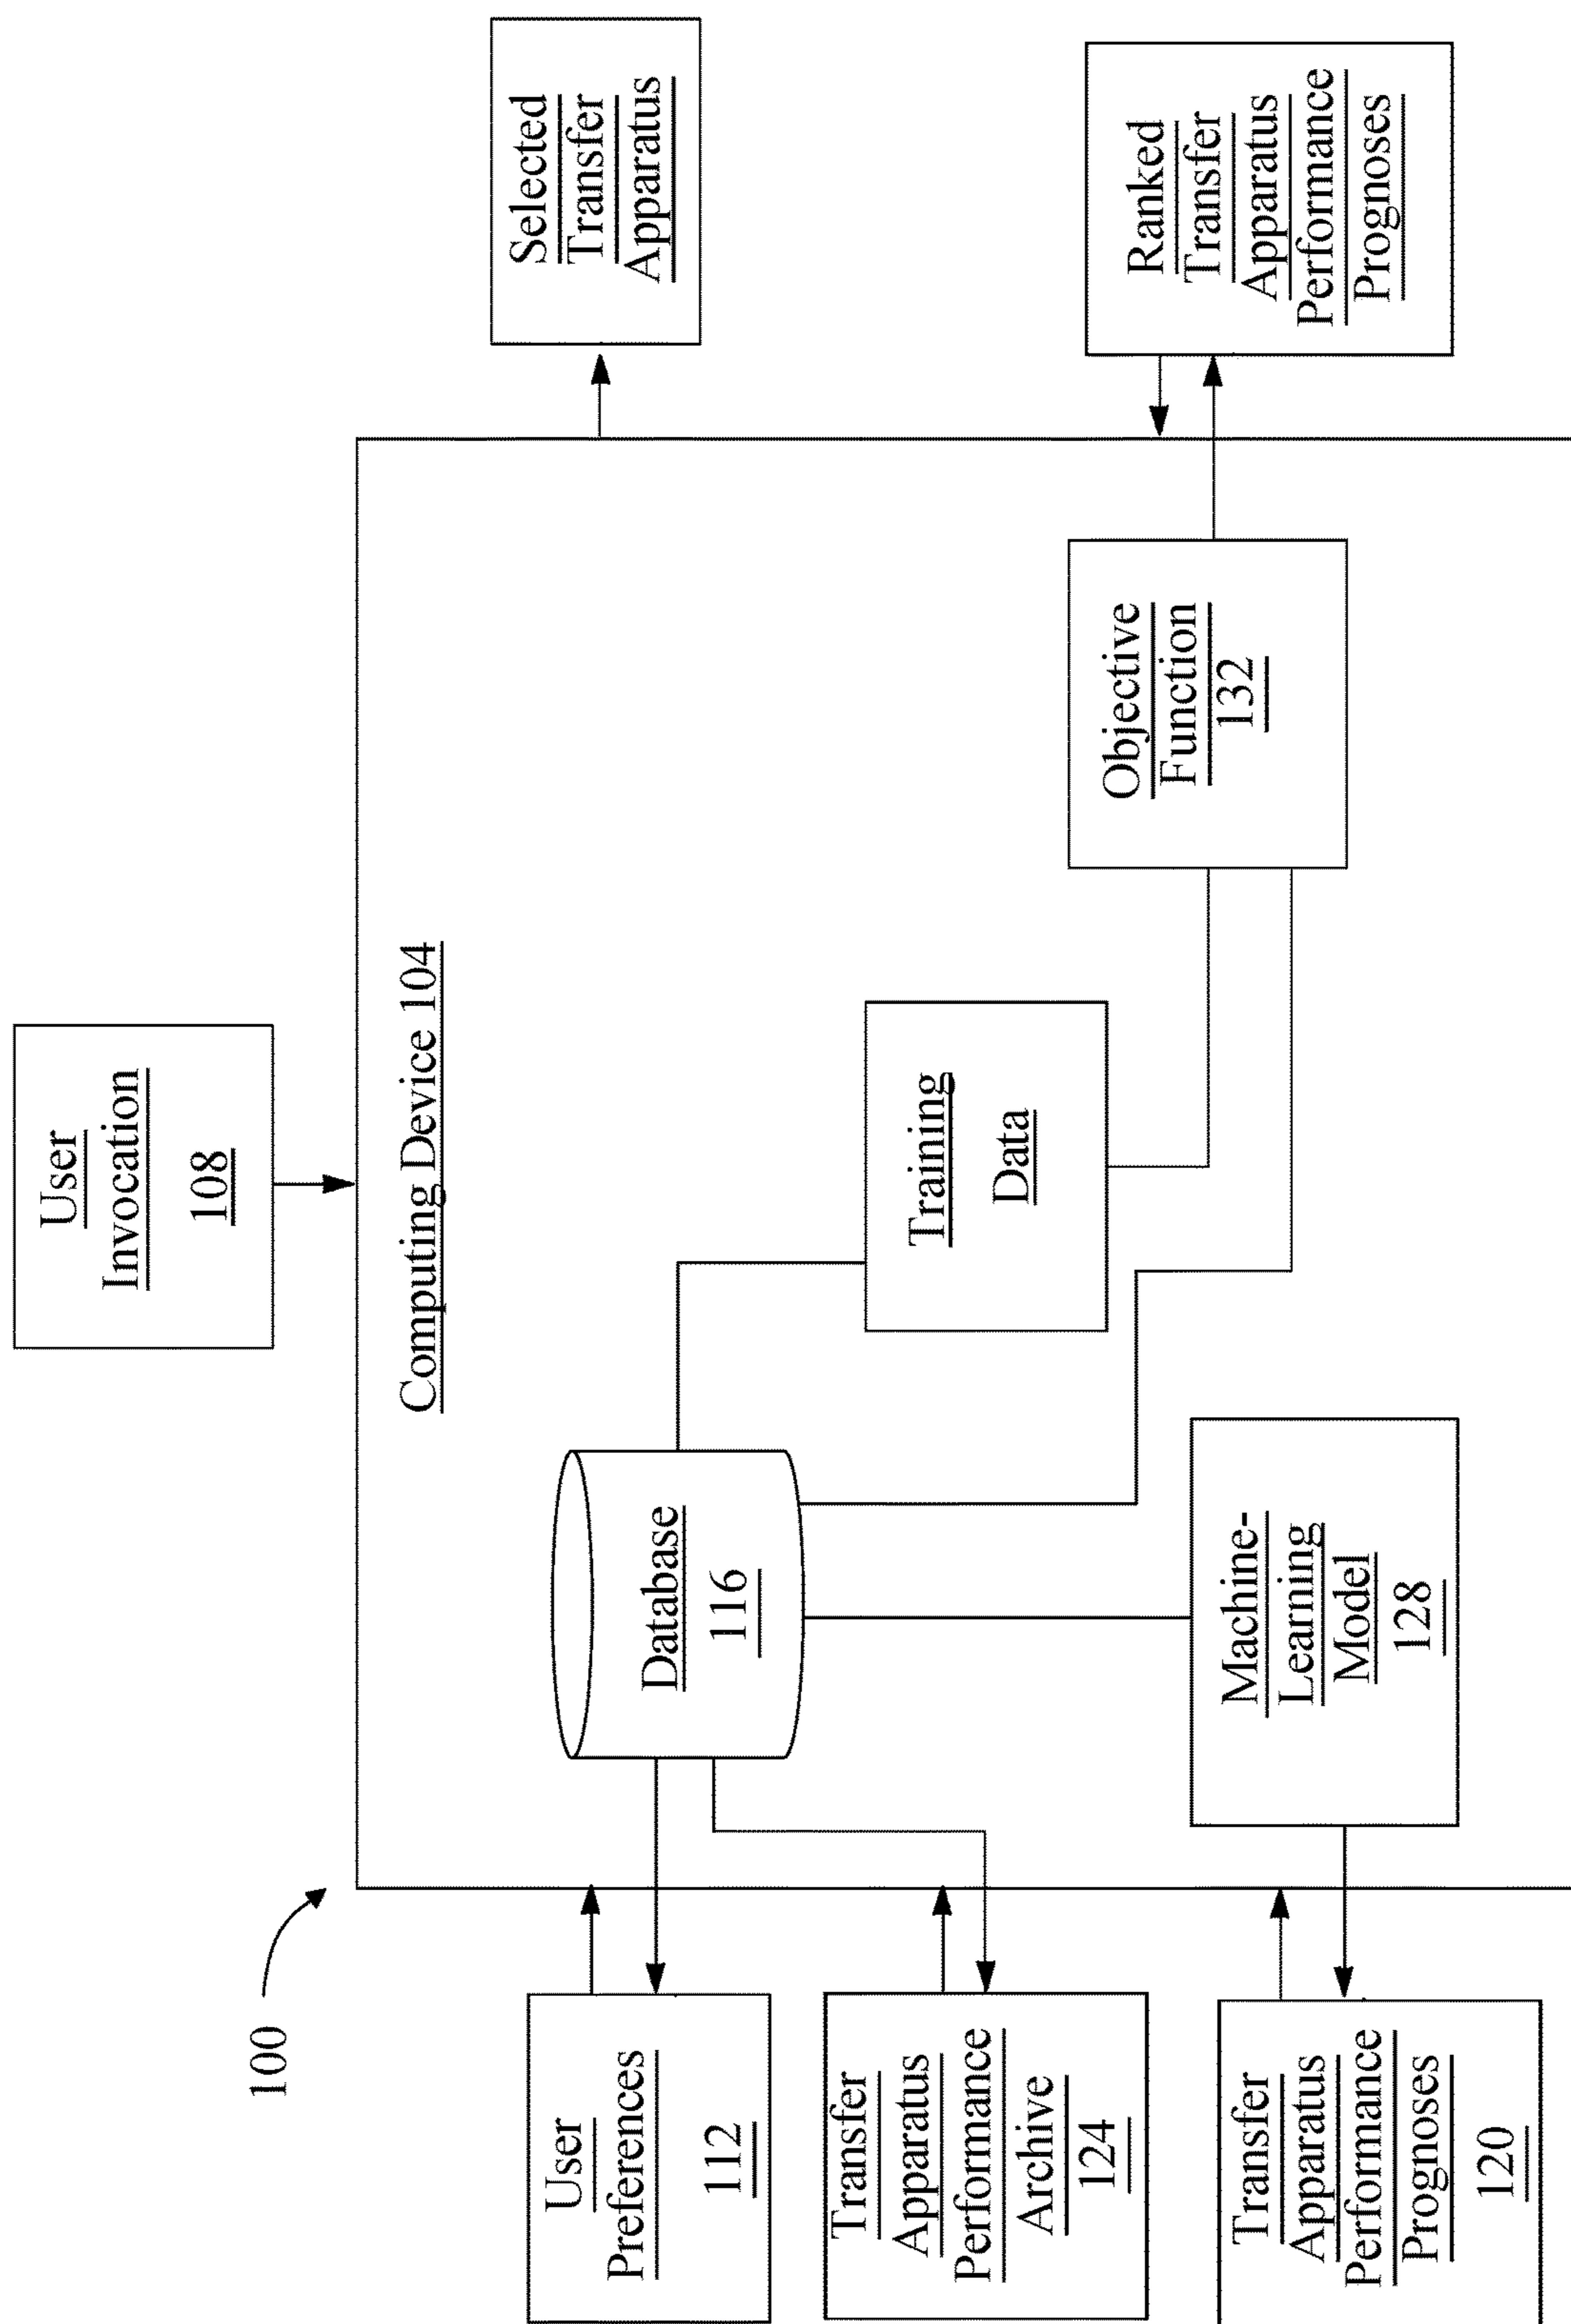 100
User
Invocation
108
Computing Device 104
User
Preferences
112
Database
116
Selected
Transfer
Apparatus
Transfer
Apparatus
Performance
Archive
124
Training
Data
Transfer
Apparatus
Performance
Prognoses
120
Machine-
Learning
Model
128
Objective
Function
132
Ranked
Transfer
Apparatus
Performance
Prognoses